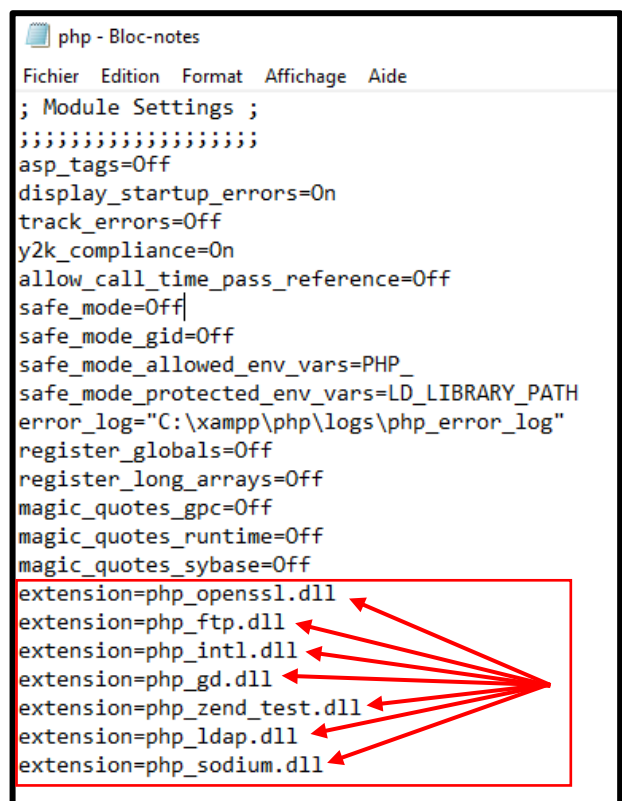 php - Bloc-notes
Fichier Edition Format Affichage Aide
; Module Settings ;
;;;;;;;;;;;;;;;;;;;
asp_tags=Off
display_startup_errors=On
track_errors=Off
y2k_compliance=On
allow_call_time_pass_reference=Off
safe_mode=Off
safe_mode_gid=Off
safe_mode_allowed_env_vars=PHP_
safe_mode_protected_env_vars=LD_LIBRARY_PATH
error_log="C:\xampp\php\logs\php_error_log"
register_globals=Off
register_long_arrays=Off
magic_quotes_gpc=Off
magic_quotes_runtime=Off
magic_quotes_sybase=Off
extension=php_openssl.dll
extension=php_ftp.dll
extension=php_intl.dll
extension=php_gd.dll
extension=php_zend_test.dll
extension=php_ldap.dll
extension=php_sodium.dll